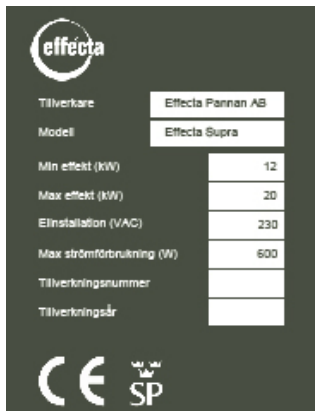 effecta
Tillverkare Effecta Pannan AB
Modell Effecta Supra
Min effekt (kW) 12
Max effekt (kW) 20
Elinstallation (VAC) 230
Max strömförbrukning (W) 600
Tillverkningsnummer
Tillverkningsår
CE SP